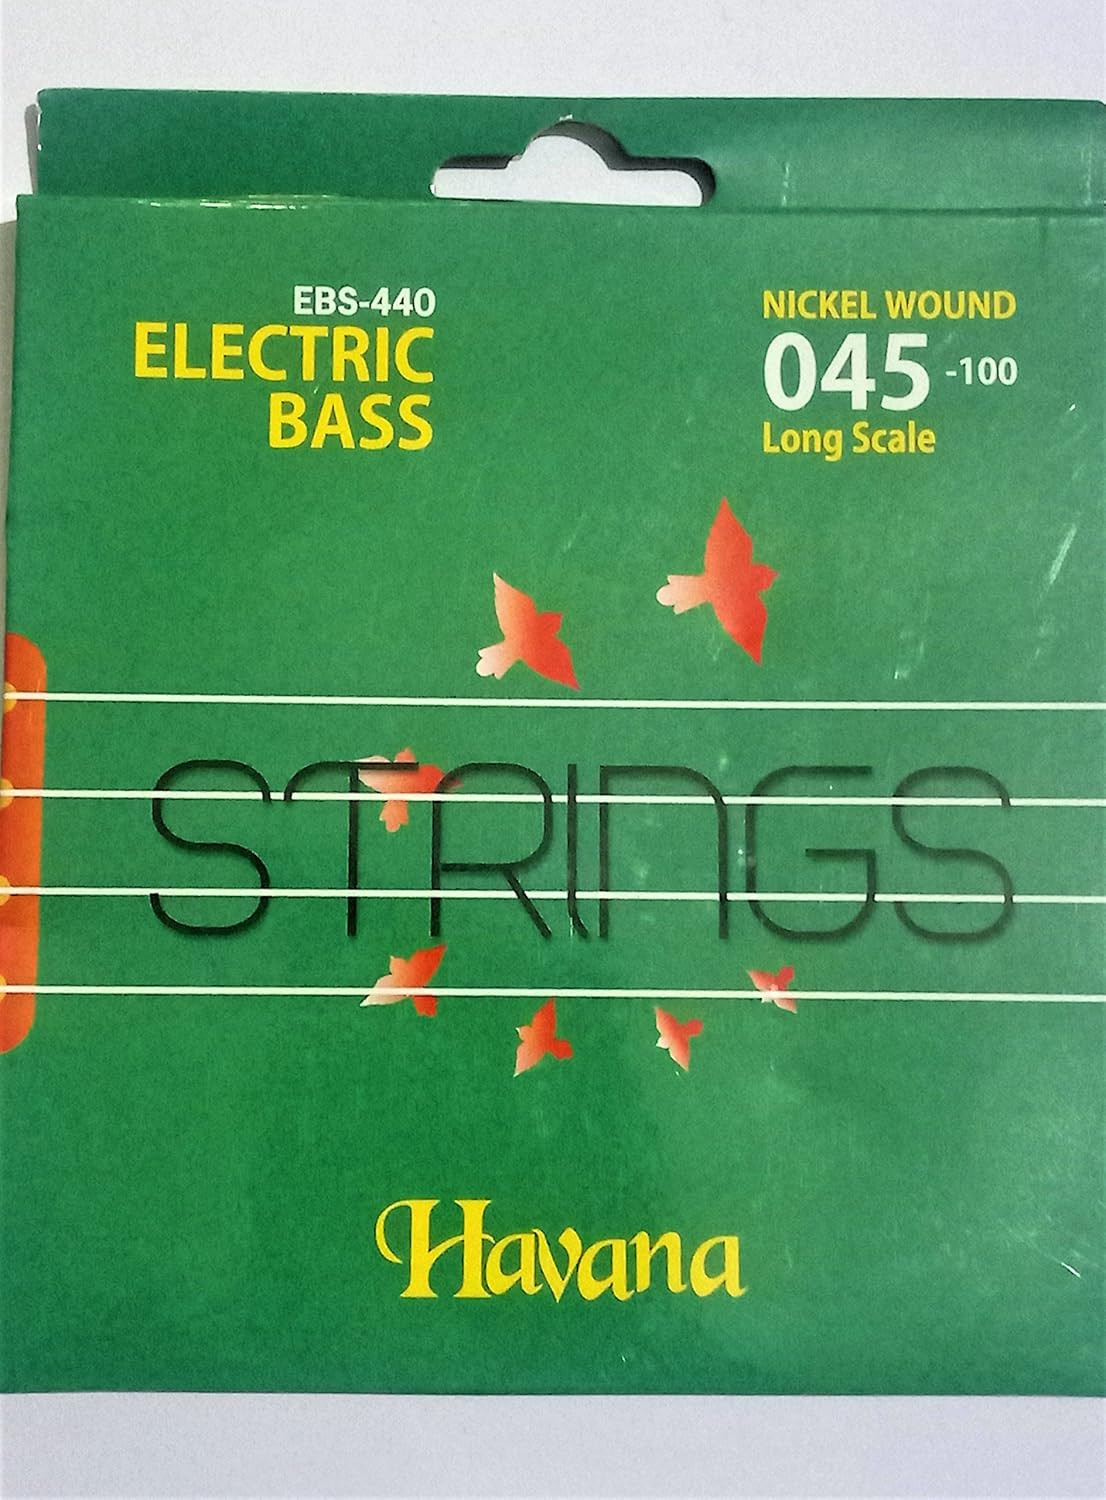 EBS-440
ELECTRIC
BASS
NICKEL WOUND
045 -100
Long Scale
STRINGS
Havana